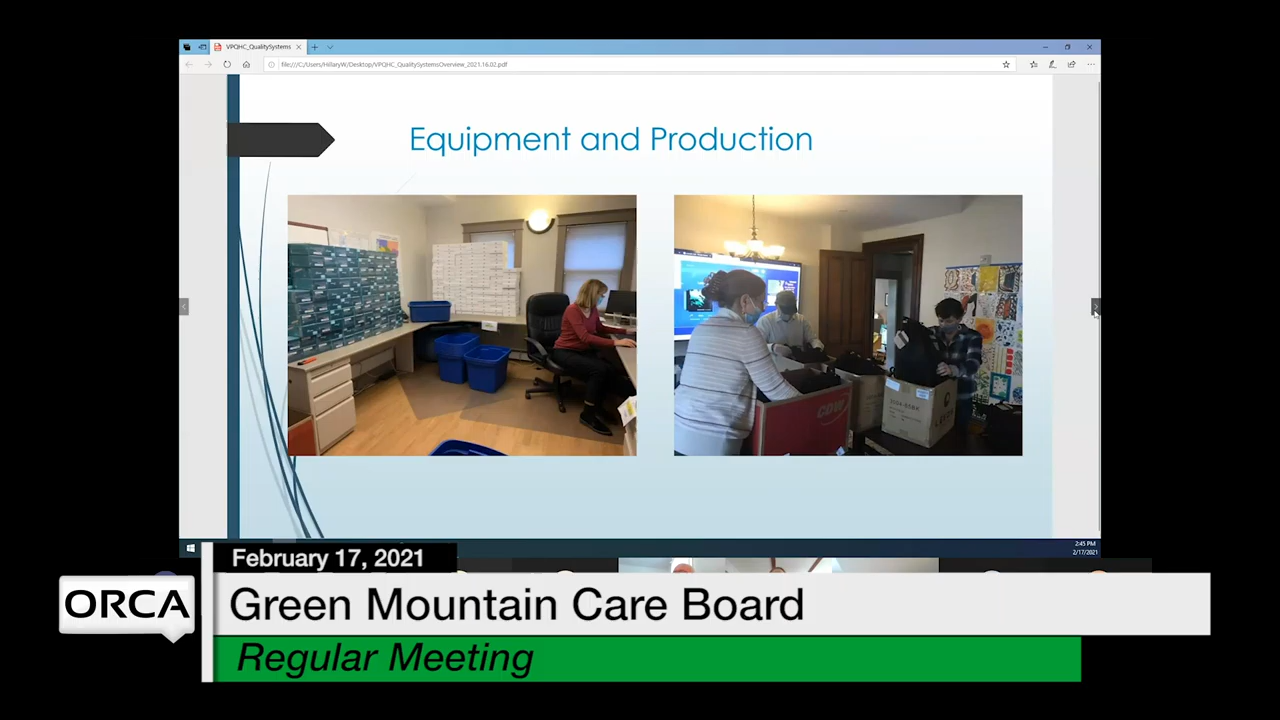 VPQHC_QualitySystems
file:///C:/Users/HillaryW/Desktop/VPQHC_QualitySystemsOverview_2021.16.02.pdf
Equipment and Production
CDW
2:45 PM
2/17/2021
February 17, 2021
ORCA
Green Mountain Care Board
Regular Meeting